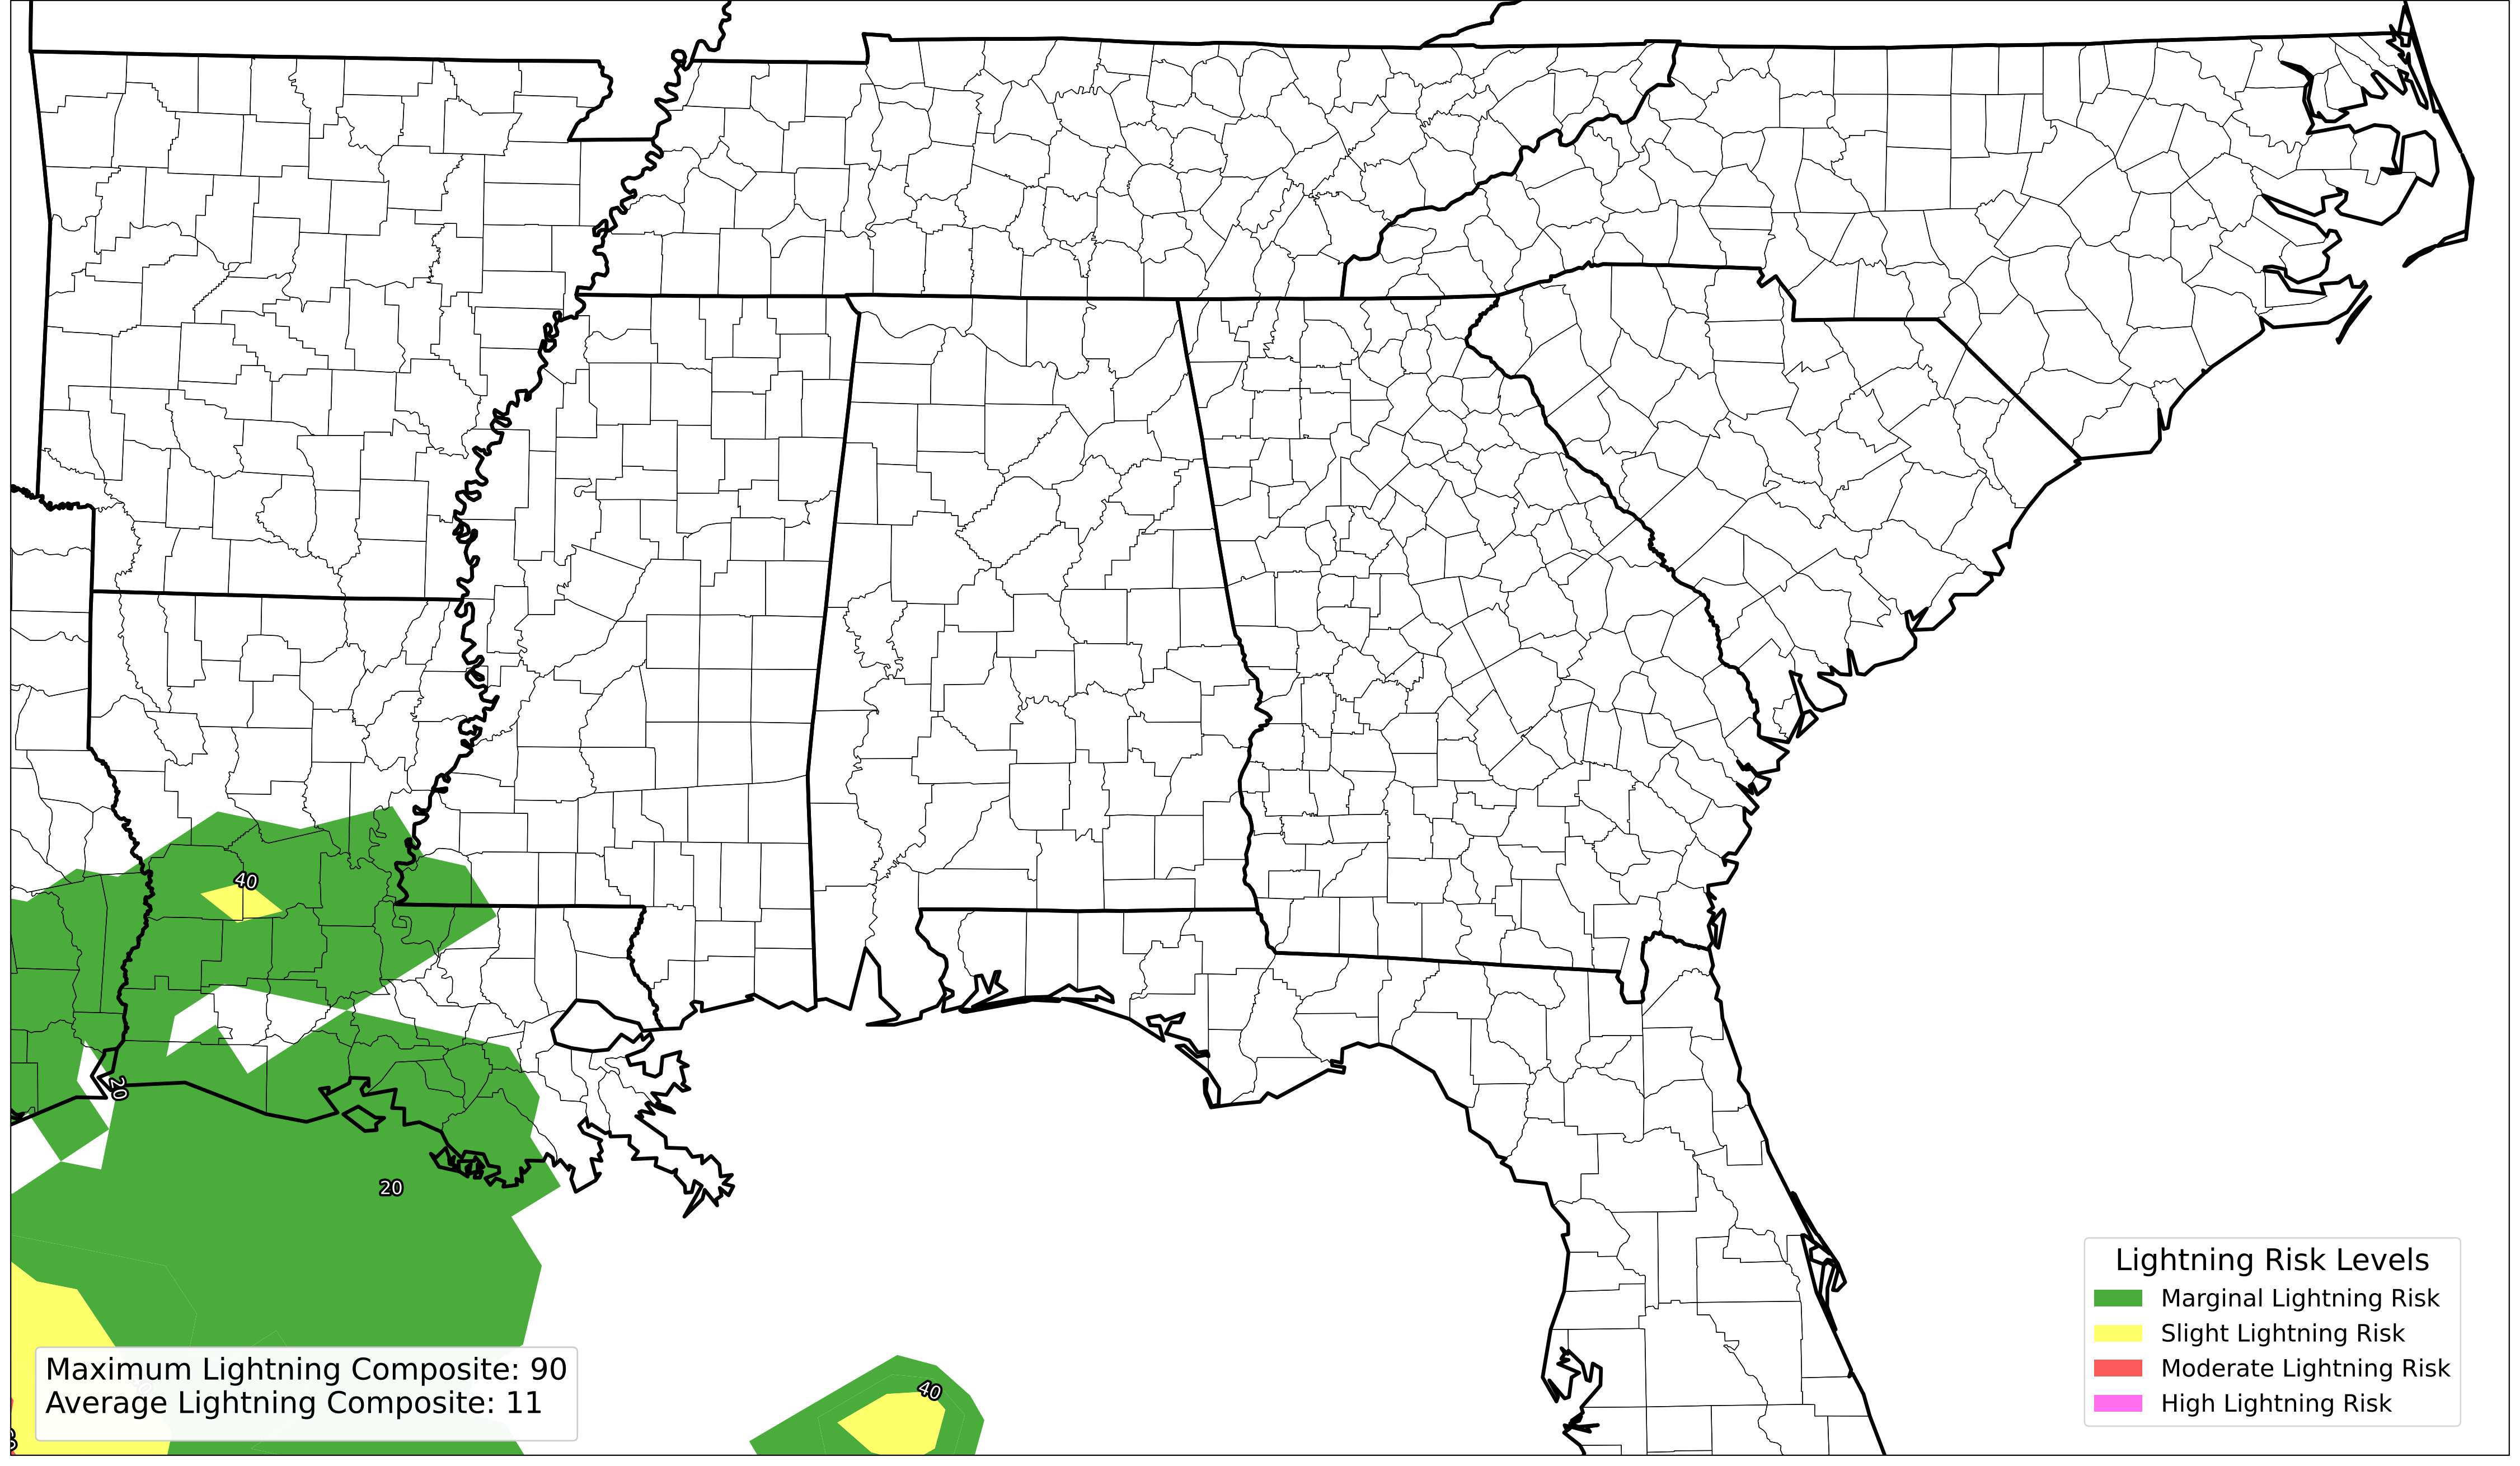 40
20
20
40
Maximum Lightning Composite: 90
Average Lightning Composite: 11
Lightning Risk Levels
Marginal Lightning Risk
Slight Lightning Risk
Moderate Lightning Risk
High Lightning Risk